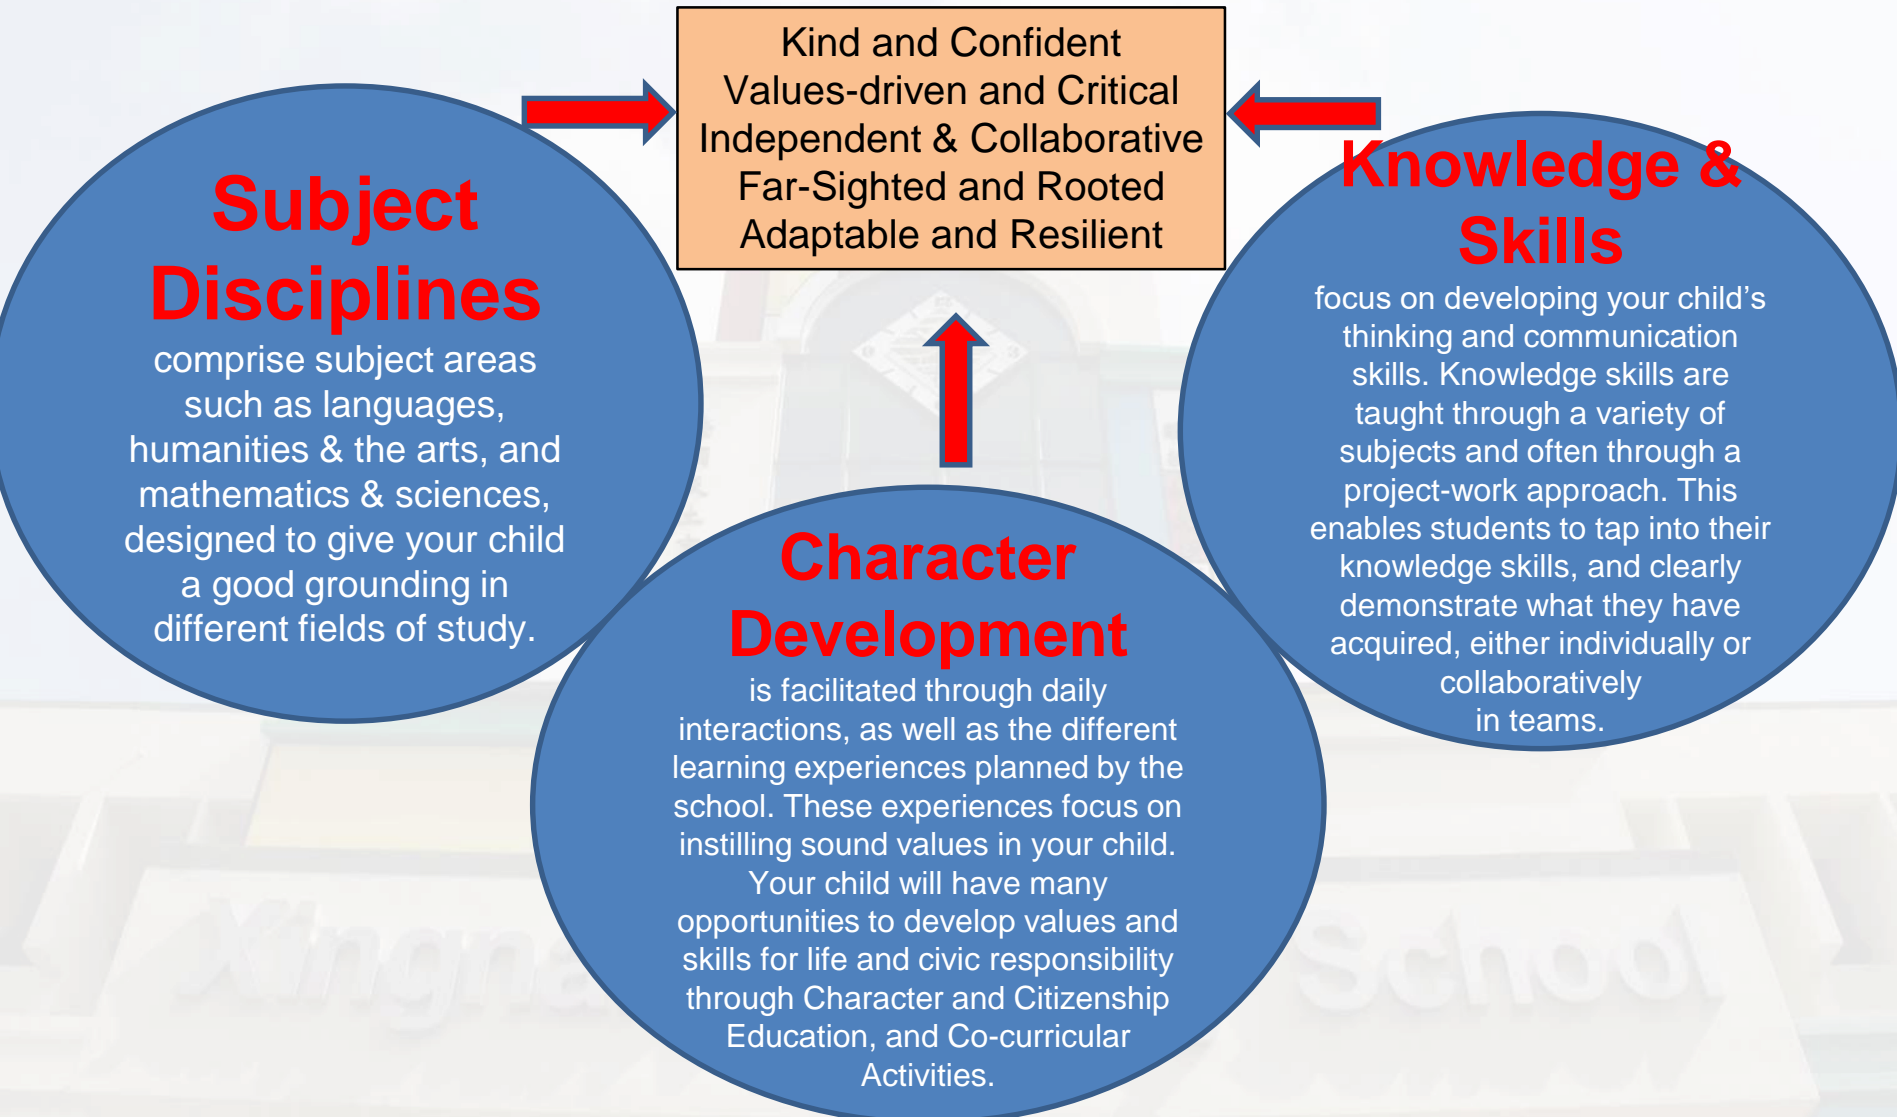 Kind and Confident
Values-driven and Critical
Independent & Collaborative
Far-Sighted and Rooted
Adaptable and Resilient
Subject
Disciplines
comprise subject areas
such as languages,
humanities & the arts, and
mathematics & sciences,
designed to give your child
a good grounding in
different fields of study.
Character
Development
is facilitated through daily
interactions, as well as the different
learning experiences planned by the
school. These experiences focus on
instilling sound values in your child.
Your child will have many
opportunities to develop values and
skills for life and civic responsibility
through Character and Citizenship
Education, and Co-curricular
Activities.
Knowledge &
Skills
focus on developing your child’s
thinking and communication
skills. Knowledge skills are
taught through a variety of
subjects and often through a
project-work approach. This
enables students to tap into their
knowledge skills, and clearly
demonstrate what they have
acquired, either individually or
collaboratively
in teams.
School